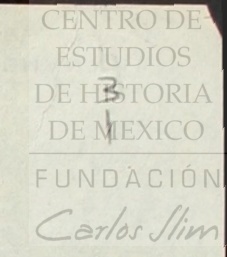 CENTRO DE
ESTUDIOS
3
DE HISTORIA
1
DE MEXICO
FUNDACIÓN
Carlos Slim